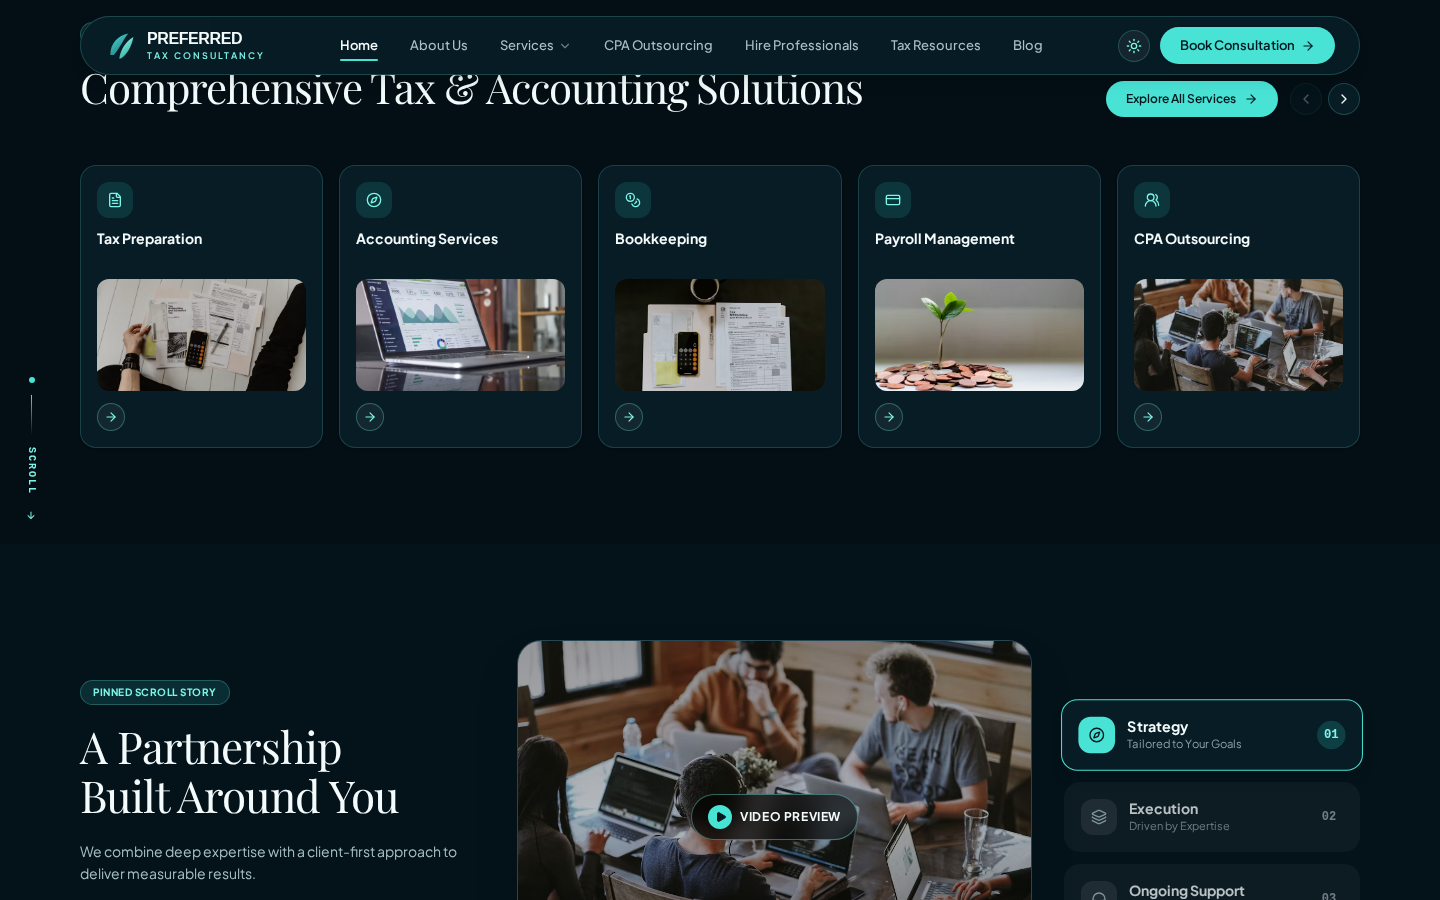 PREFERRED
TAX CONSULTANCY
Home
About Us
Services
CPA Outsourcing
Hire Professionals
Tax Resources
Blog
Book Consultation
Comprehensive Tax & Accounting Solutions
Explore All Services
Tax Preparation
Accounting Services
Bookkeeping
Payroll Management
CPA Outsourcing
SCROLL
PINNED SCROLL STORY
A Partnership
Built Around You
We combine deep expertise with a client-first approach to
deliver measurable results.
VIDEO PREVIEW
Strategy
Tailored to Your Goals
01
Execution
Driven by Expertise
02
Ongoing Support
03